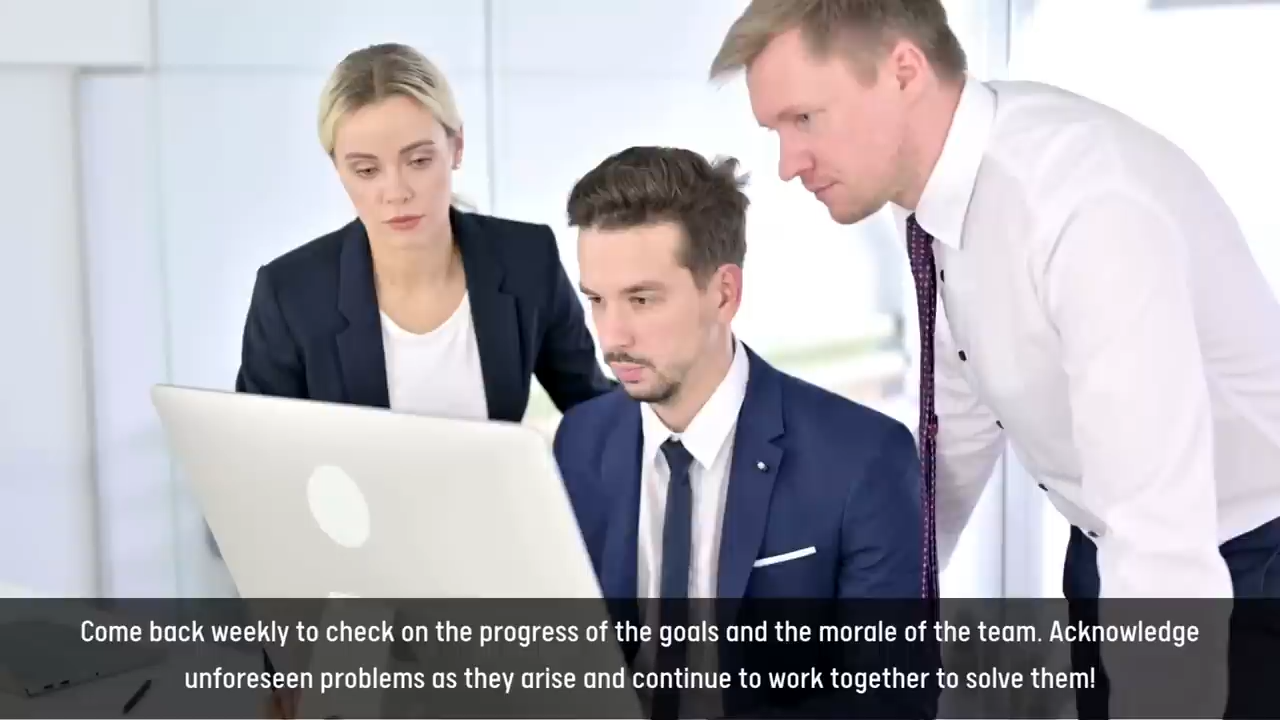 Come back weekly to check on the progress of the goals and the morale of the team. Acknowledge
unforeseen problems as they arise and continue to work together to solve them!